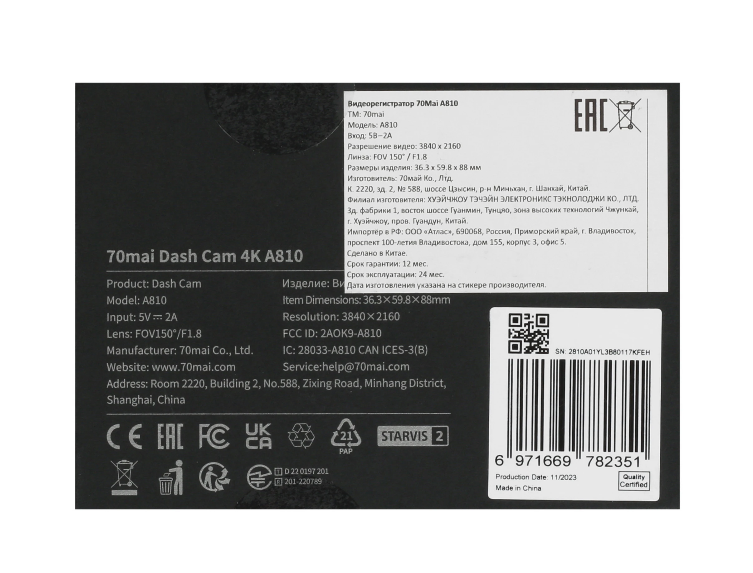 Видеорегистратор 70Mai A810
TM: 70mai
Модель: A810
Вход: 5В-2А
Разрешение видео: 3840 x 2160
Линза: FOV 150° / F1.8
Размеры изделия: 36.3 x 59.8 x 88 мм
Изготовитель: 70май Ко., Лтд.
К. 2220, зд. 2, № 588, шоссе Цзысин, р-н Миньхан, г. Шанхай, Китай.
Филиал изготовителя: ХУЭЙЧЖОУ ТЭЧЭЙН ЭЛЕКТРОНИКС ТЭКНОЛОДЖИ КО., ЛТД.
Зд. фабрики 1, восток шоссе Гуанмин, Тунцяо, зона высоких технологий Чжункай,
г. Хуэйчжоу, пров. Гуандун, Китай.
Импортер в РФ: ООО «Атлас», 690068, Россия, Приморский край, г. Владивосток,
проспект 100-летия Владивостока, дом 155, корпус 3, офис 5.
Сделано в Китае.
Срок гарантии: 12 мес.
Срок эксплуатации: 24 мес.
Дата изготовления указана на стикере производителя.
EAC
70mai Dash Cam 4K A810
Product: Dash Cam
Model: A810
Input: 5V⎓2A
Lens: FOV150°/F1.8
Manufacturer: 70mai Co., Ltd.
Website: www.70mai.com
Address: Room 2220, Building 2, No.588, Zixing Road, Minhang District,
Shanghai, China
Изделие: Ви
Item Dimensions: 36.3×59.8×88mm
Resolution: 3840×2160
FCC ID: 2AOK9-A810
IC: 28033-A810 CAN ICES-3(B)
Service:help@70mai.com
CE EAC FC UK CA 21 PAP STARVIS 2
T D 22 0197 201
E 201-220789
SN: 2810A01YL3B80117KFEH
6 971669 782351
Production Date: 11/2023
Made in China
Quality
Certified